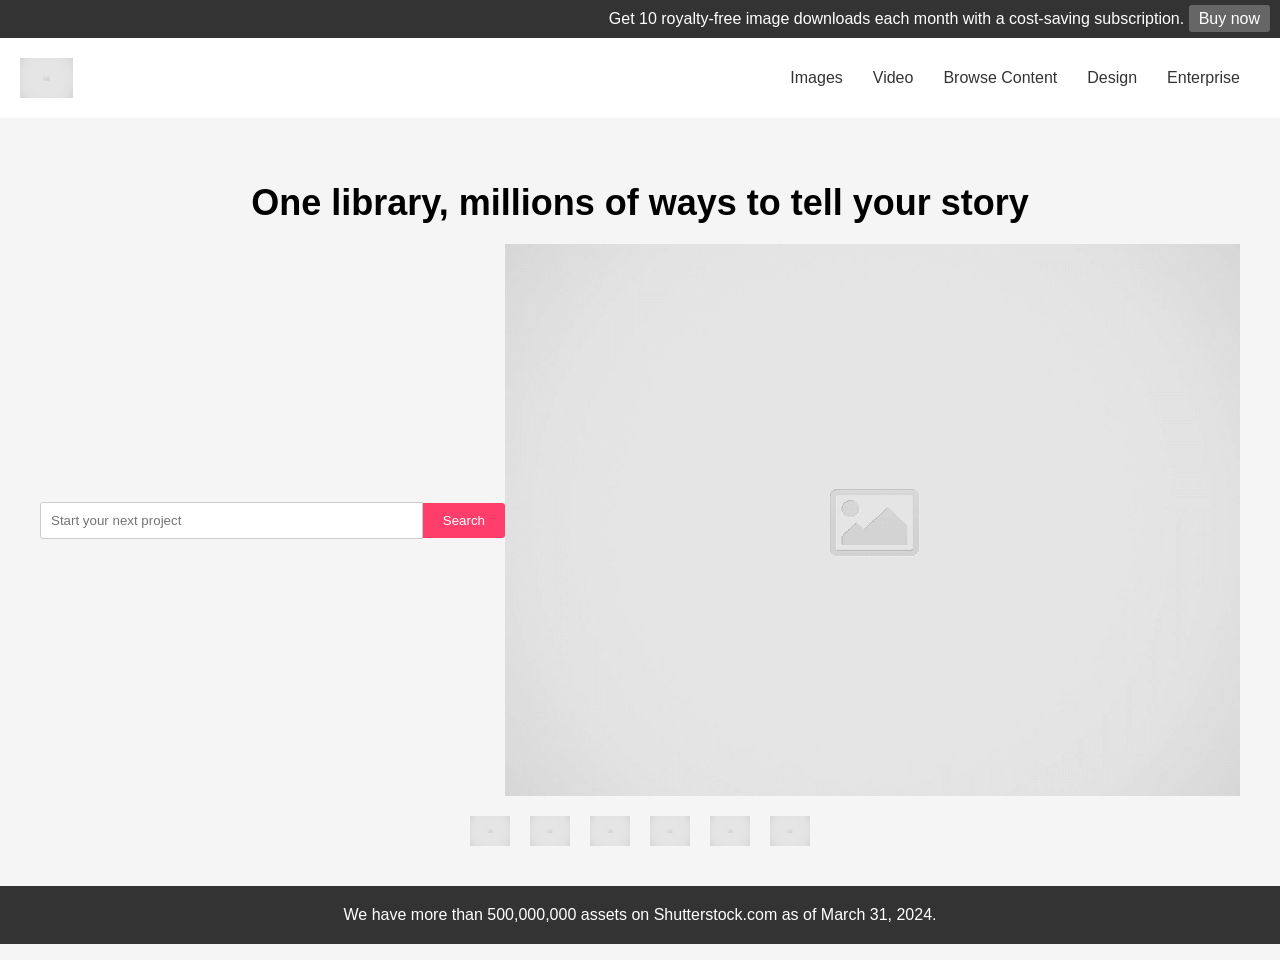 Get 10 royalty-free image downloads each month with a cost-saving subscription. Buy now
Images Video Browse Content Design Enterprise
One library, millions of ways to tell your story
Start your next project Search
We have more than 500,000,000 assets on Shutterstock.com as of March 31, 2024.